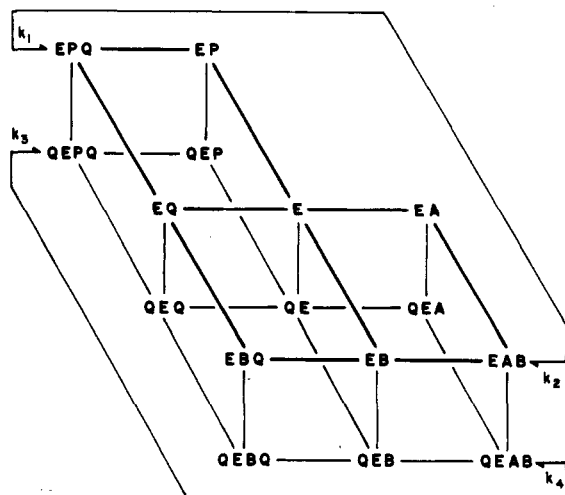 k₁ EPQ EP
k₃ QEPQ QEP
EQ E EA
QEQ QE QEA
EBQ EB EAB k₂
QEBQ QEB QEAB k₄